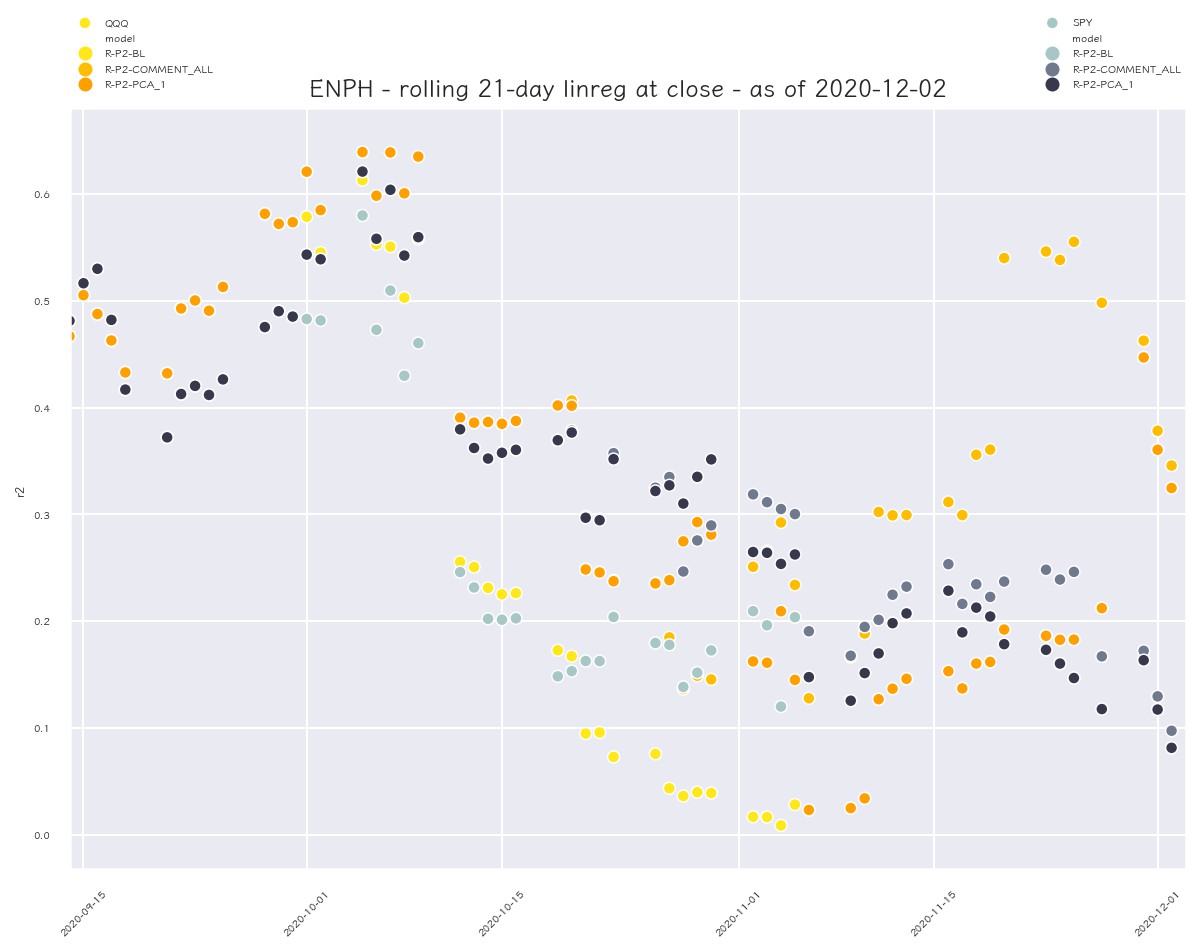 QQQ
model
R-P2-BL
R-P2-COMMENT_ALL
R-P2-PCA_1
SPY
model
R-P2-BL
R-P2-COMMENT_ALL
R-P2-PCA_1
ENPH - rolling 21-day linreg at close - as of 2020-12-02
0.6
0.5
0.4
0.3
0.2
0.1
0.0
r2
2020-09-15
2020-10-01
2020-10-15
2020-11-01
2020-11-15
2020-12-01